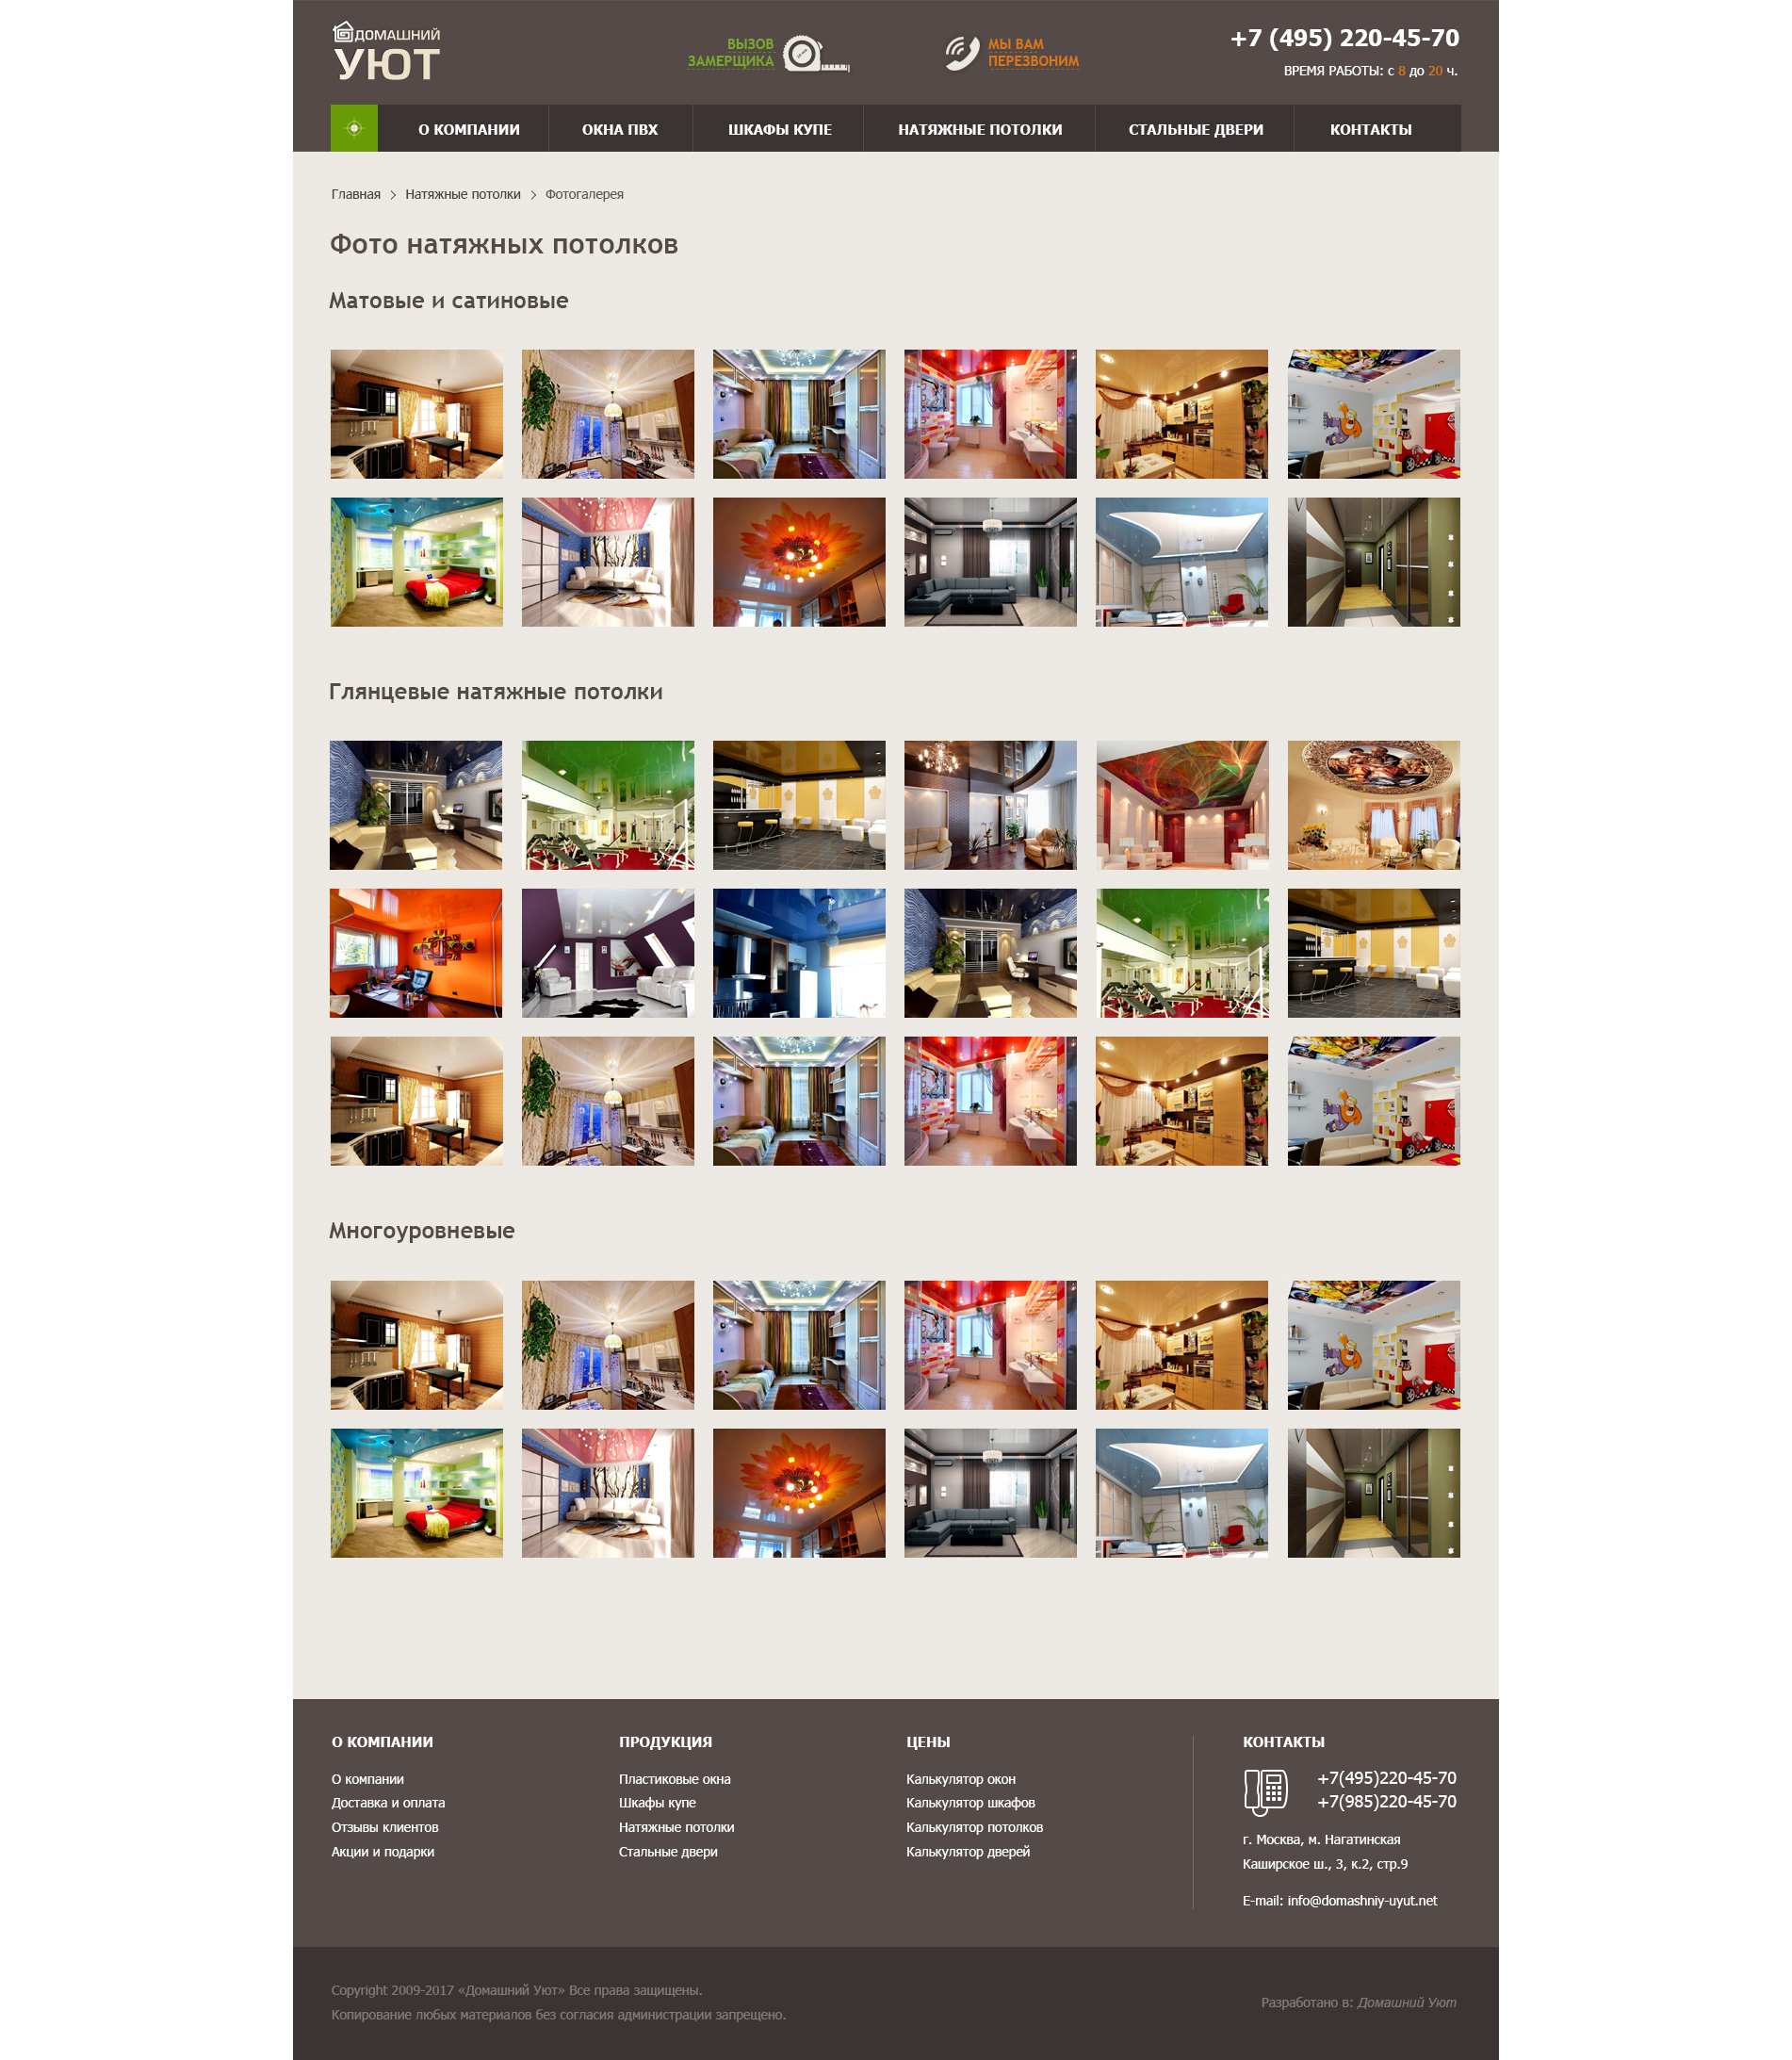 ДОМАШНИЙ
УЮТ
ВЫЗОВ
ЗАМЕРЩИКА
МЫ ВАМ
ПЕРЕЗВОНИМ
+7 (495) 220-45-70
ВРЕМЯ РАБОТЫ: с 8 до 20 ч.
О КОМПАНИИ
ОКНА ПВХ
ШКАФЫ КУПЕ
НАТЯЖНЫЕ ПОТОЛКИ
СТАЛЬНЫЕ ДВЕРИ
КОНТАКТЫ
Главная > Натяжные потолки > Фотогалерея
Фото натяжных потолков
Матовые и сатиновые
Глянцевые натяжные потолки
Многоуровневые
О КОМПАНИИ
О компании
Доставка и оплата
Отзывы клиентов
Акции и подарки
ПРОДУКЦИЯ
Пластиковые окна
Шкафы купе
Натяжные потолки
Стальные двери
ЦЕНЫ
Калькулятор окон
Калькулятор шкафов
Калькулятор потолков
Калькулятор дверей
КОНТАКТЫ
+7(495)220-45-70
+7(985)220-45-70
г. Москва, м. Нагатинская
Каширское ш., 3, к.2, стр.9
E-mail: info@domashniy-uyut.net
Copyright 2009-2017 «Домашний Уют» Все права защищены.
Копирование любых материалов без согласия администрации запрещено.
Разработано в: Домашний Уют